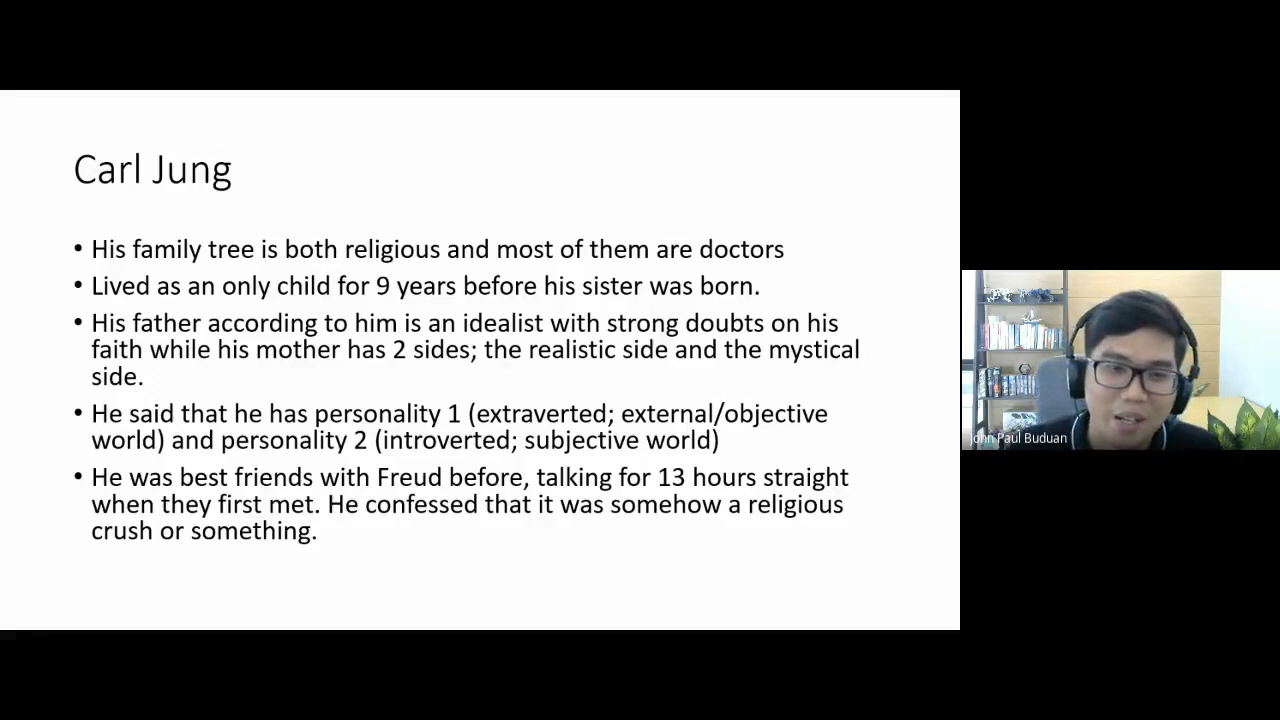 Carl Jung
• His family tree is both religious and most of them are doctors
• Lived as an only child for 9 years before his sister was born.
• His father according to him is an idealist with strong doubts on his
faith while his mother has 2 sides; the realistic side and the mystical
side.
• He said that he has personality 1 (extraverted; external/objective
world) and personality 2 (introverted; subjective world)
• He was best friends with Freud before, talking for 13 hours straight
when they first met. He confessed that it was somehow a religious
crush or something.
John Paul Buduan